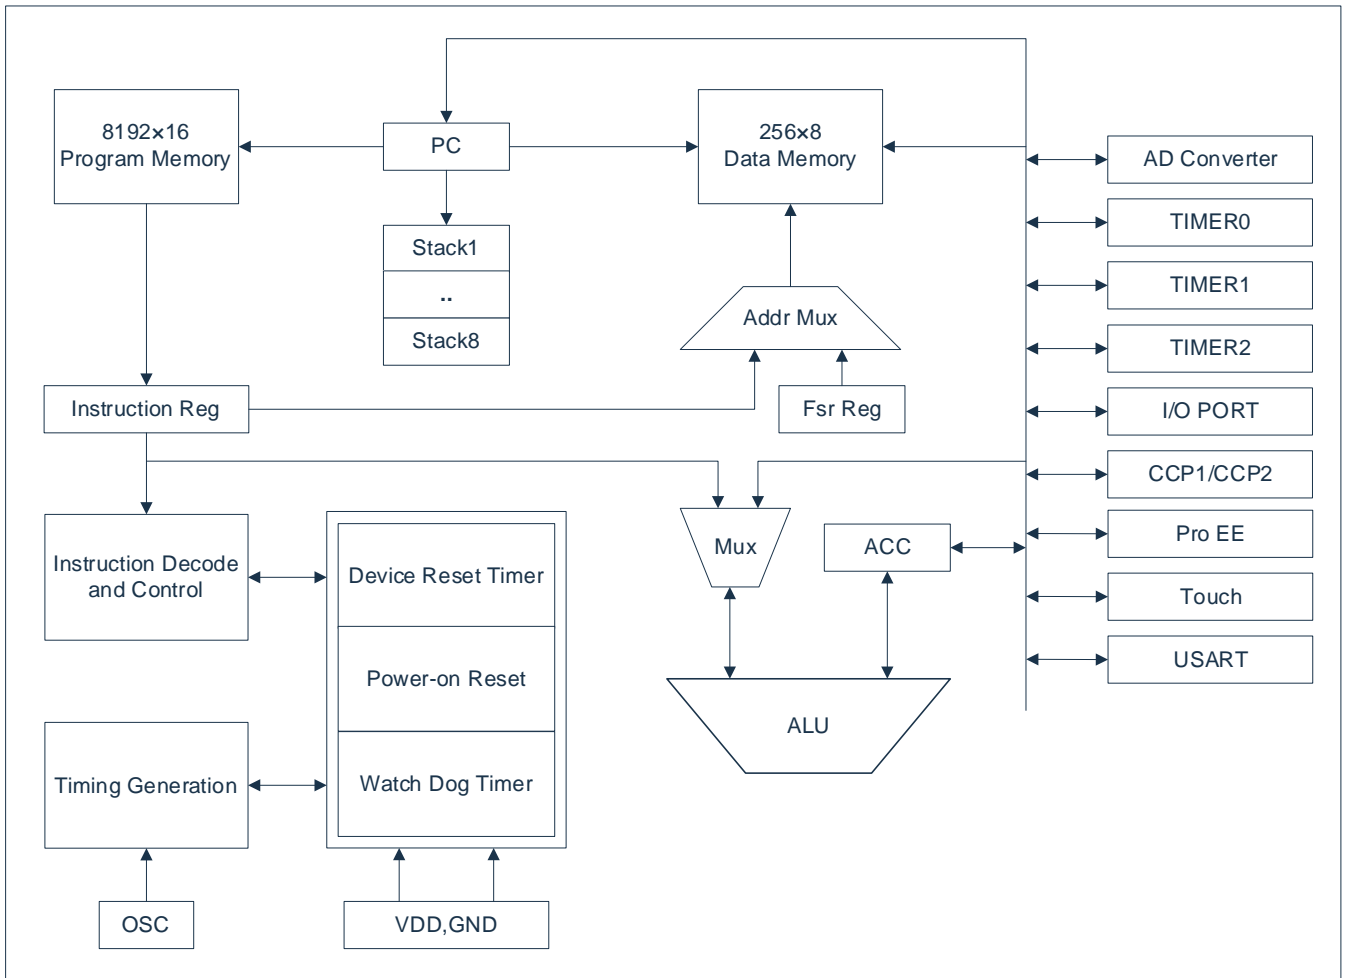 8192×16
Program Memory
PC
256×8
Data Memory
Stack1
..
Stack8
Addr Mux
Instruction Reg
Fsr Reg
AD Converter
TIMER0
TIMER1
TIMER2
I/O PORT
CCP1/CCP2
Pro EE
Touch
USART
Instruction Decode
and Control
Device Reset Timer
Power-on Reset
Watch Dog Timer
Mux
ACC
ALU
Timing Generation
OSC
VDD,GND